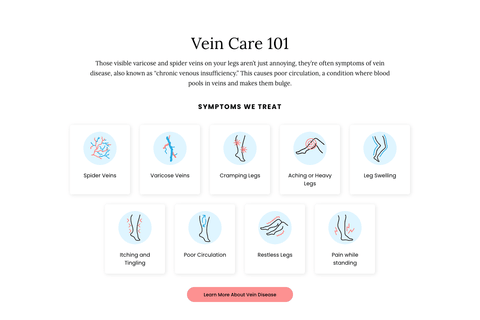 Vein Care 101
Those visible varicose and spider veins on your legs aren't just annoying, they're often symptoms of vein
disease, also known as "chronic venous insufficiency." This causes poor circulation, a condition where blood
pools in veins and makes them bulge.
SYMPTOMS WE TREAT
Spider Veins
Varicose Veins
Cramping Legs
Aching or Heavy
Legs
Leg Swelling
Itching and
Tingling
Poor Circulation
Restless Legs
Pain while
standing
Learn More About Vein Disease